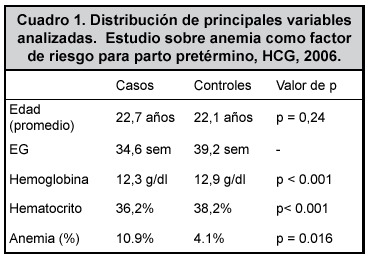 Cuadro 1. Distribución de principales variables
analizadas. Estudio sobre anemia como factor
de riesgo para parto pretérmino, HCG, 2006.
Casos Controles Valor de p
Edad
(promedio) 22,7 años 22,1 años p = 0,24
EG 34,6 sem 39,2 sem -
Hemoglobina 12,3 g/dl 12,9 g/dl p < 0.001
Hematocrito 36,2% 38,2% p< 0.001
Anemia (%) 10.9% 4.1% p = 0.016